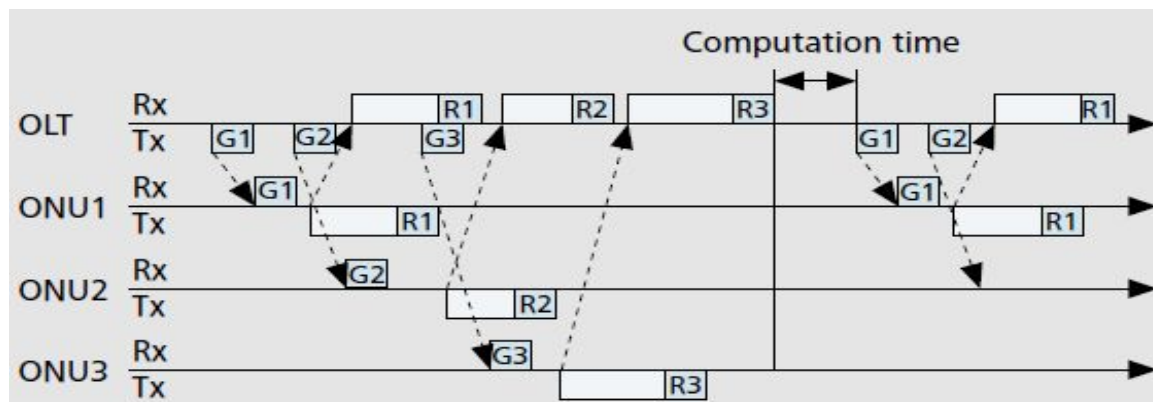 Computation time
OLT Rx R1 R2 R3 R1
Tx G1 G2 G3 G1 G2
ONU1 Rx G1 G1
Tx R1 R1
ONU2 Rx G2
Tx R2
ONU3 Rx G3
Tx R3